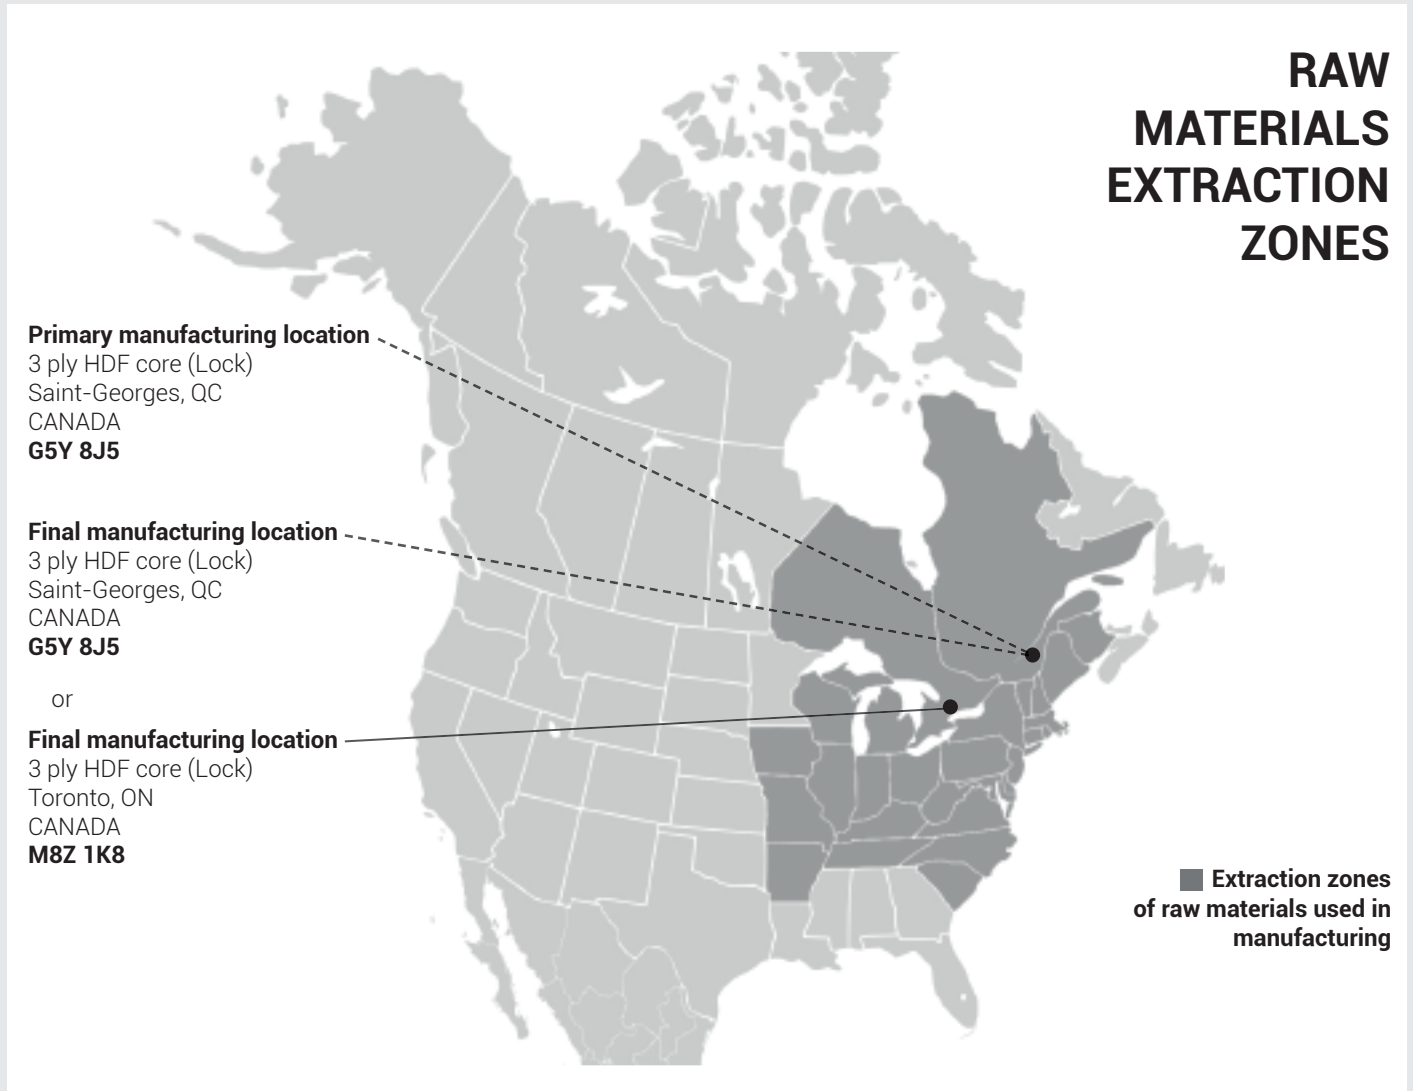 RAW
MATERIALS
EXTRACTION
ZONES
Primary manufacturing location
3 ply HDF core (Lock)
Saint-Georges, QC
CANADA
G5Y 8J5
Final manufacturing location
3 ply HDF core (Lock)
Saint-Georges, QC
CANADA
G5Y 8J5
or
Final manufacturing location
3 ply HDF core (Lock)
Toronto, ON
CANADA
M8Z 1K8
Extraction zones
of raw materials used in
manufacturing